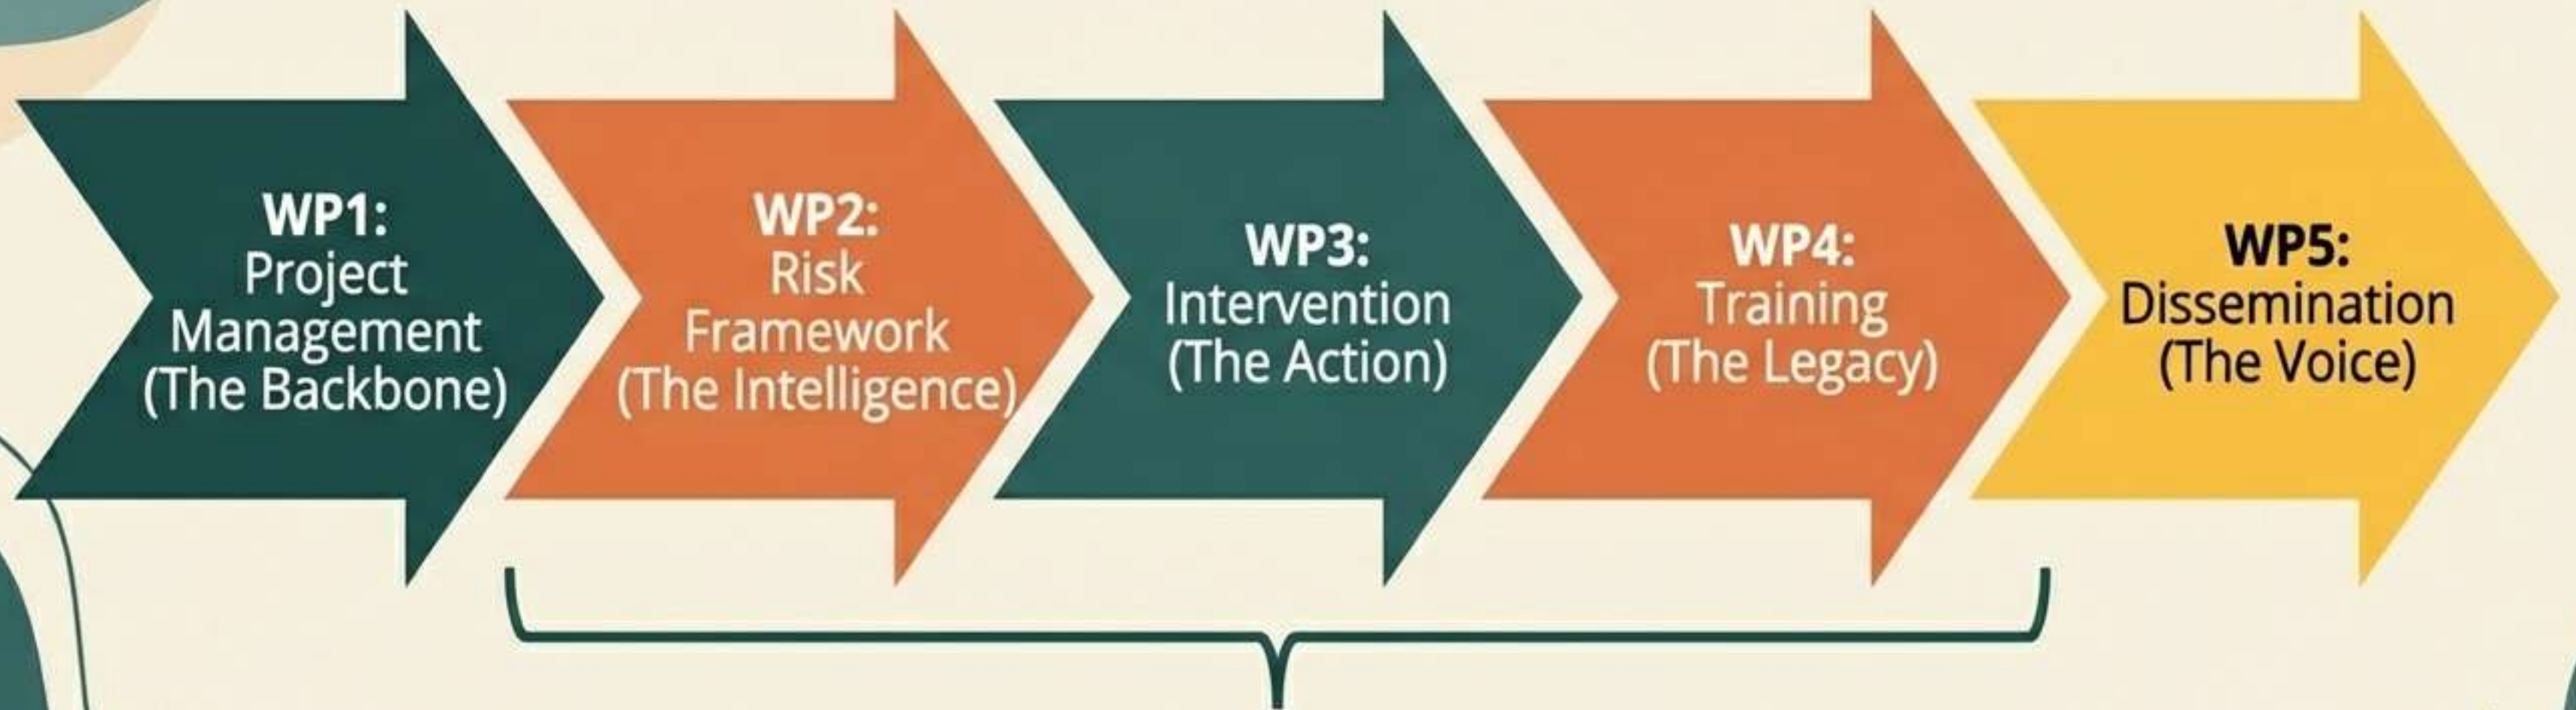 WP1:
Project
Management
(The Backbone)
WP2:
Risk
Framework
(The Intelligence)
WP3:
Intervention
(The Action)
WP4:
Training
(The Legacy)
WP5:
Dissemination
(The Voice)